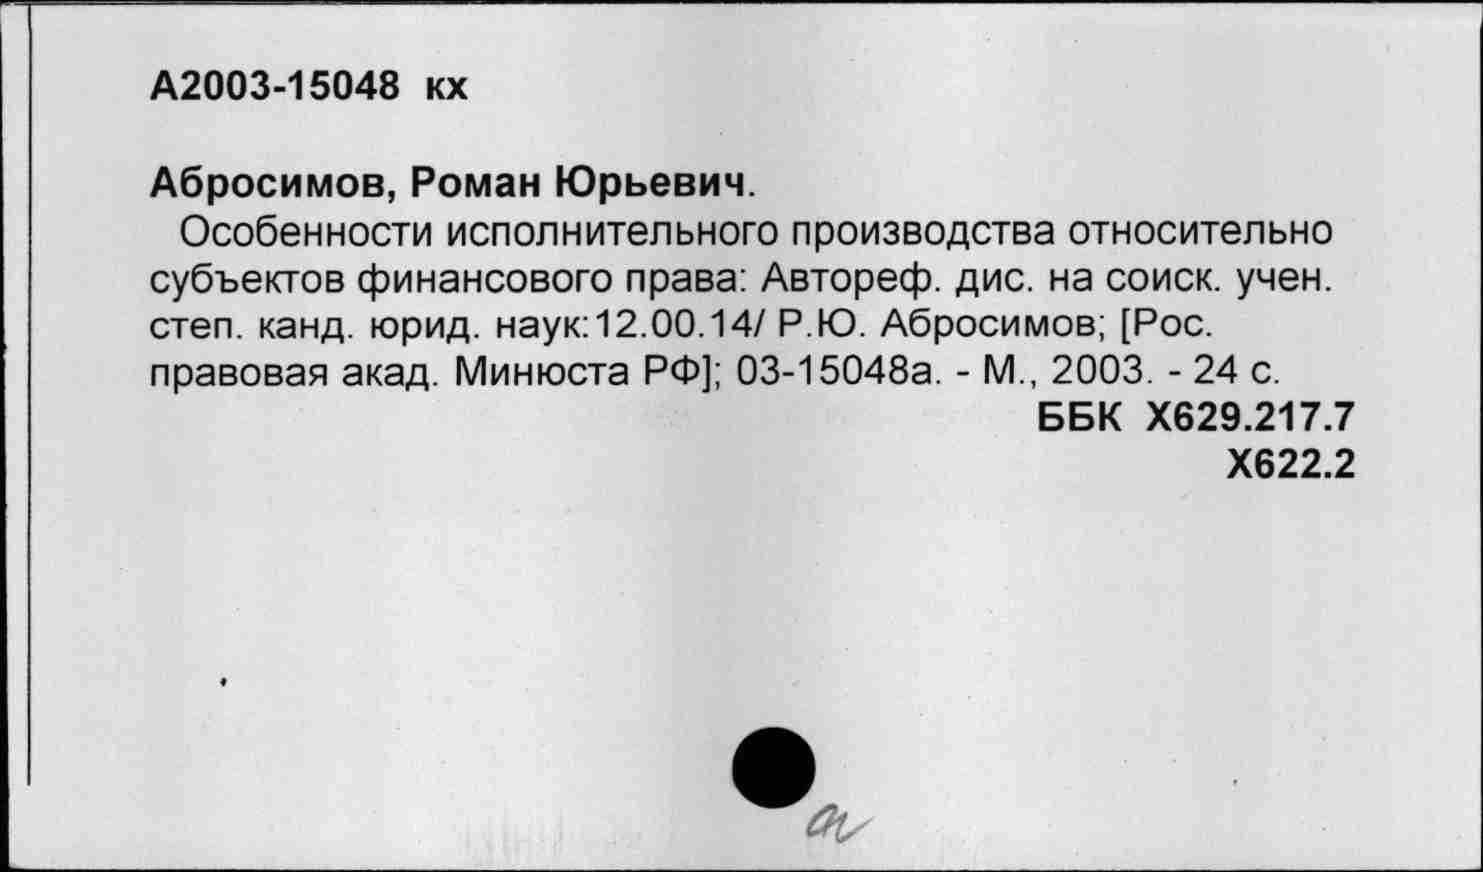 А2003-15048 кх
Абросимов, Роман Юрьевич.
Особенности исполнительного производства относительно
субъектов финансового права: Автореф. дис. на соиск. учен.
степ. канд. юрид. наук:12.00.14/ Р.Ю. Абросимов; [Рос.
правовая акад. Минюста РФ]; 03-15048а. - М., 2003. - 24 с.
ББК Х629.217.7
Х622.2